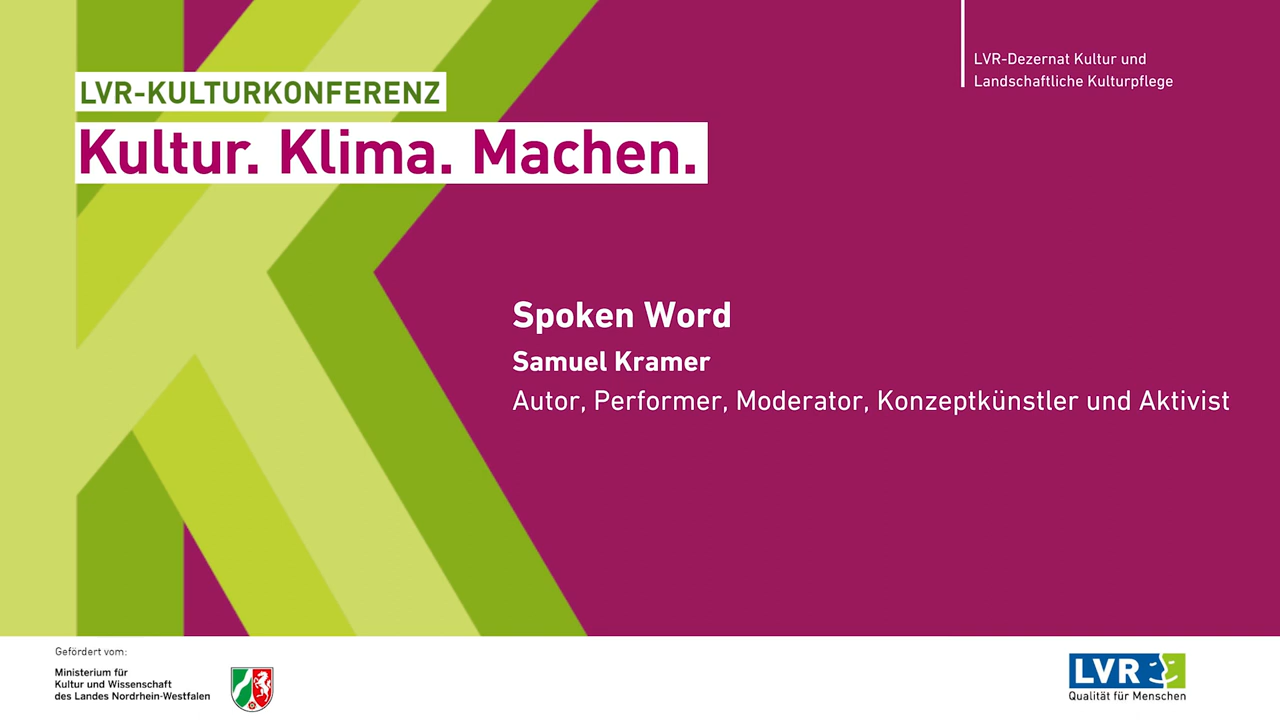 LVR-KULTURKONFERENZ
Kultur. Klima. Machen.
LVR-Dezernat Kultur und
Landschaftliche Kulturpflege
Spoken Word
Samuel Kramer
Autor, Performer, Moderator, Konzeptkünstler und Aktivist
Gefördert vom:
Ministerium für
Kultur und Wissenschaft
des Landes Nordrhein-Westfalen
LVR
Qualität für Menschen